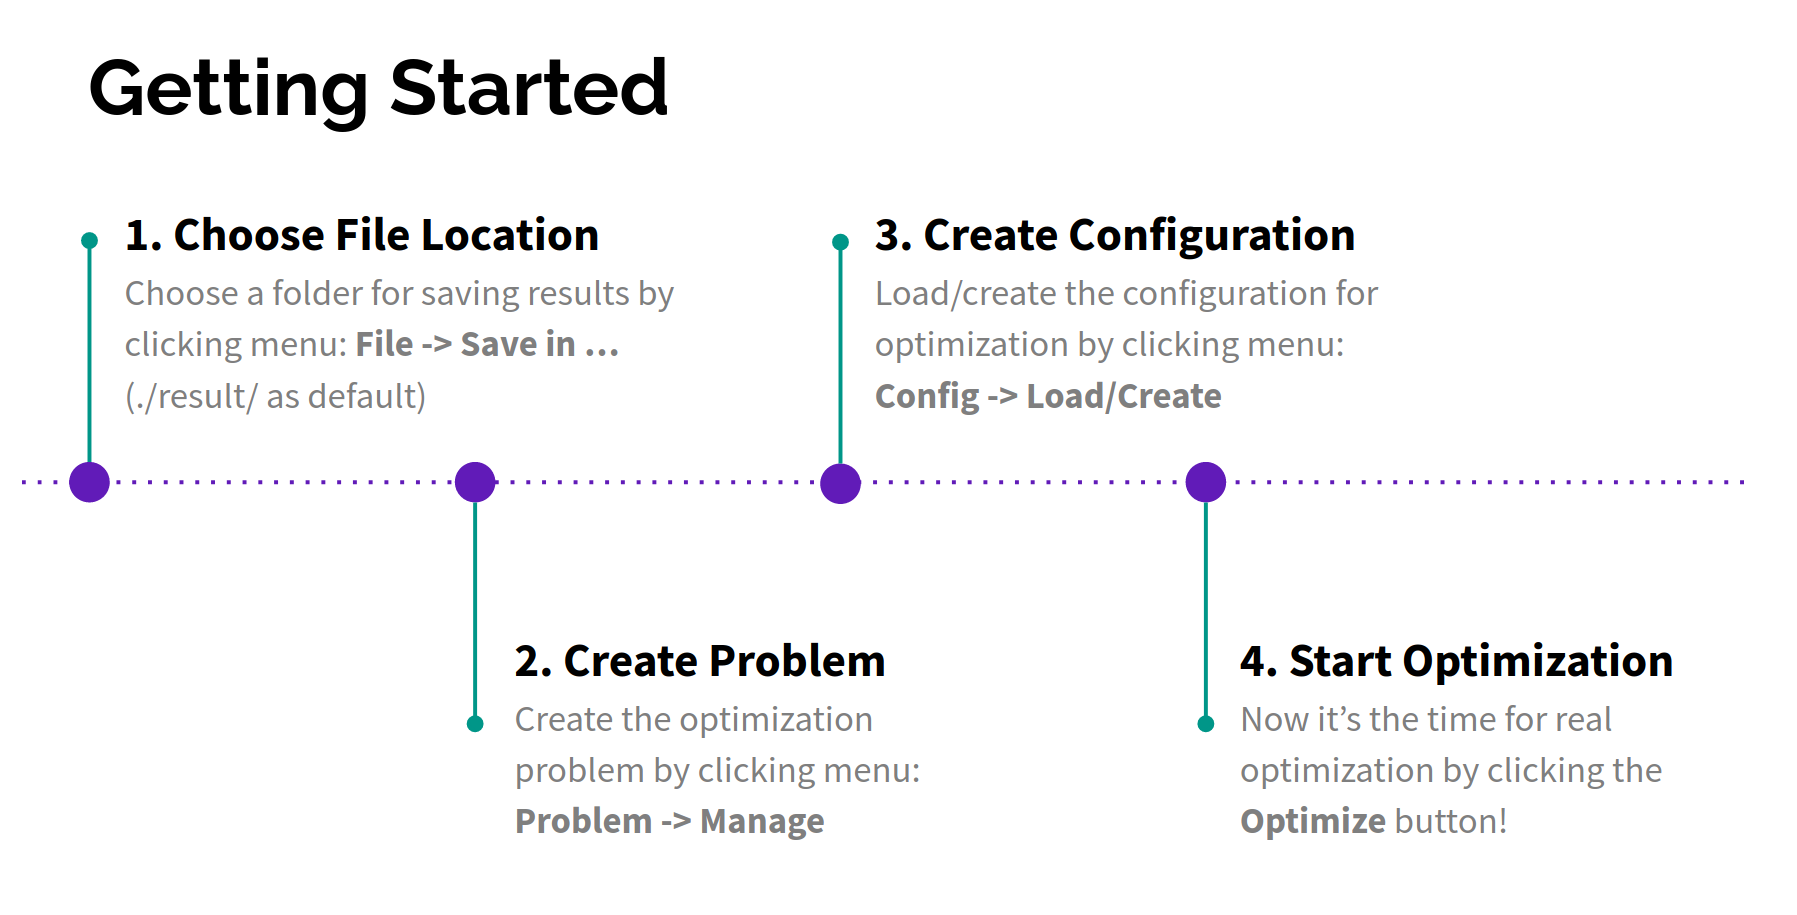 Getting Started
1. Choose File Location
Choose a folder for saving results by
clicking menu: File -> Save in ...
(./result/ as default)
2. Create Problem
Create the optimization
problem by clicking menu:
Problem -> Manage
3. Create Configuration
Load/create the configuration for
optimization by clicking menu:
Config -> Load/Create
4. Start Optimization
Now it’s the time for real
optimization by clicking the
Optimize button!